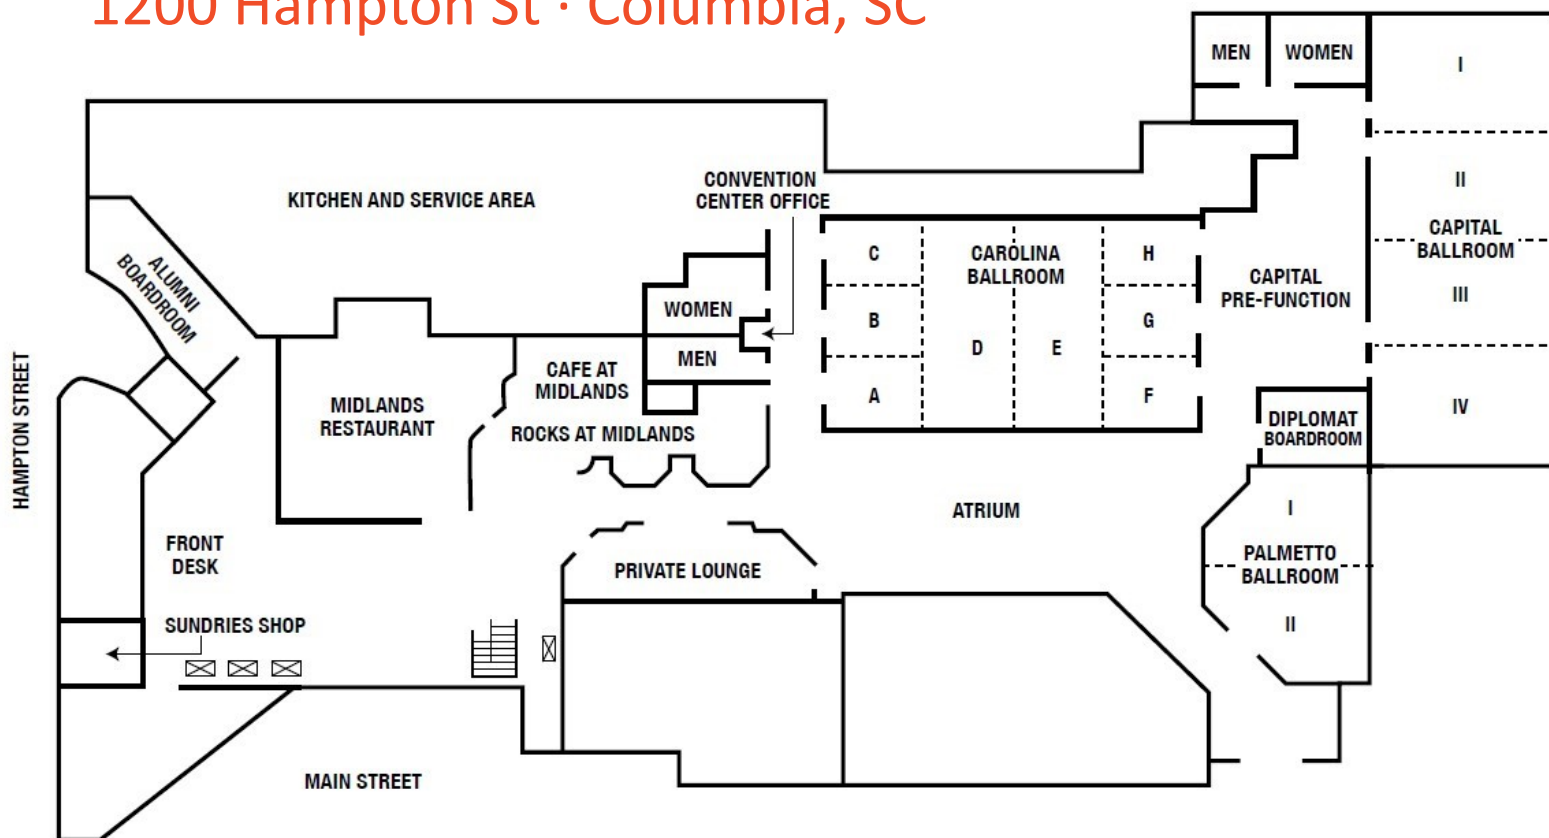 1200 Hampton St · Columbia, SC
MEN
WOMEN
I
II
CAPITAL
BALLROOM
III
IV
KITCHEN AND SERVICE AREA
CONVENTION
CENTER OFFICE
ALUMNI
BOARDROOM
WOMEN
MEN
C
B
A
CAROLINA
BALLROOM
D
E
H
G
F
CAPITAL
PRE-FUNCTION
HAMPTON STREET
MIDLANDS
RESTAURANT
CAFE AT
MIDLANDS
ROCKS AT MIDLANDS
DIPLOMAT
BOARDROOM
ATRIUM
I
PALMETTO
BALLROOM
II
FRONT
DESK
PRIVATE LOUNGE
SUNDRIES SHOP
MAIN STREET